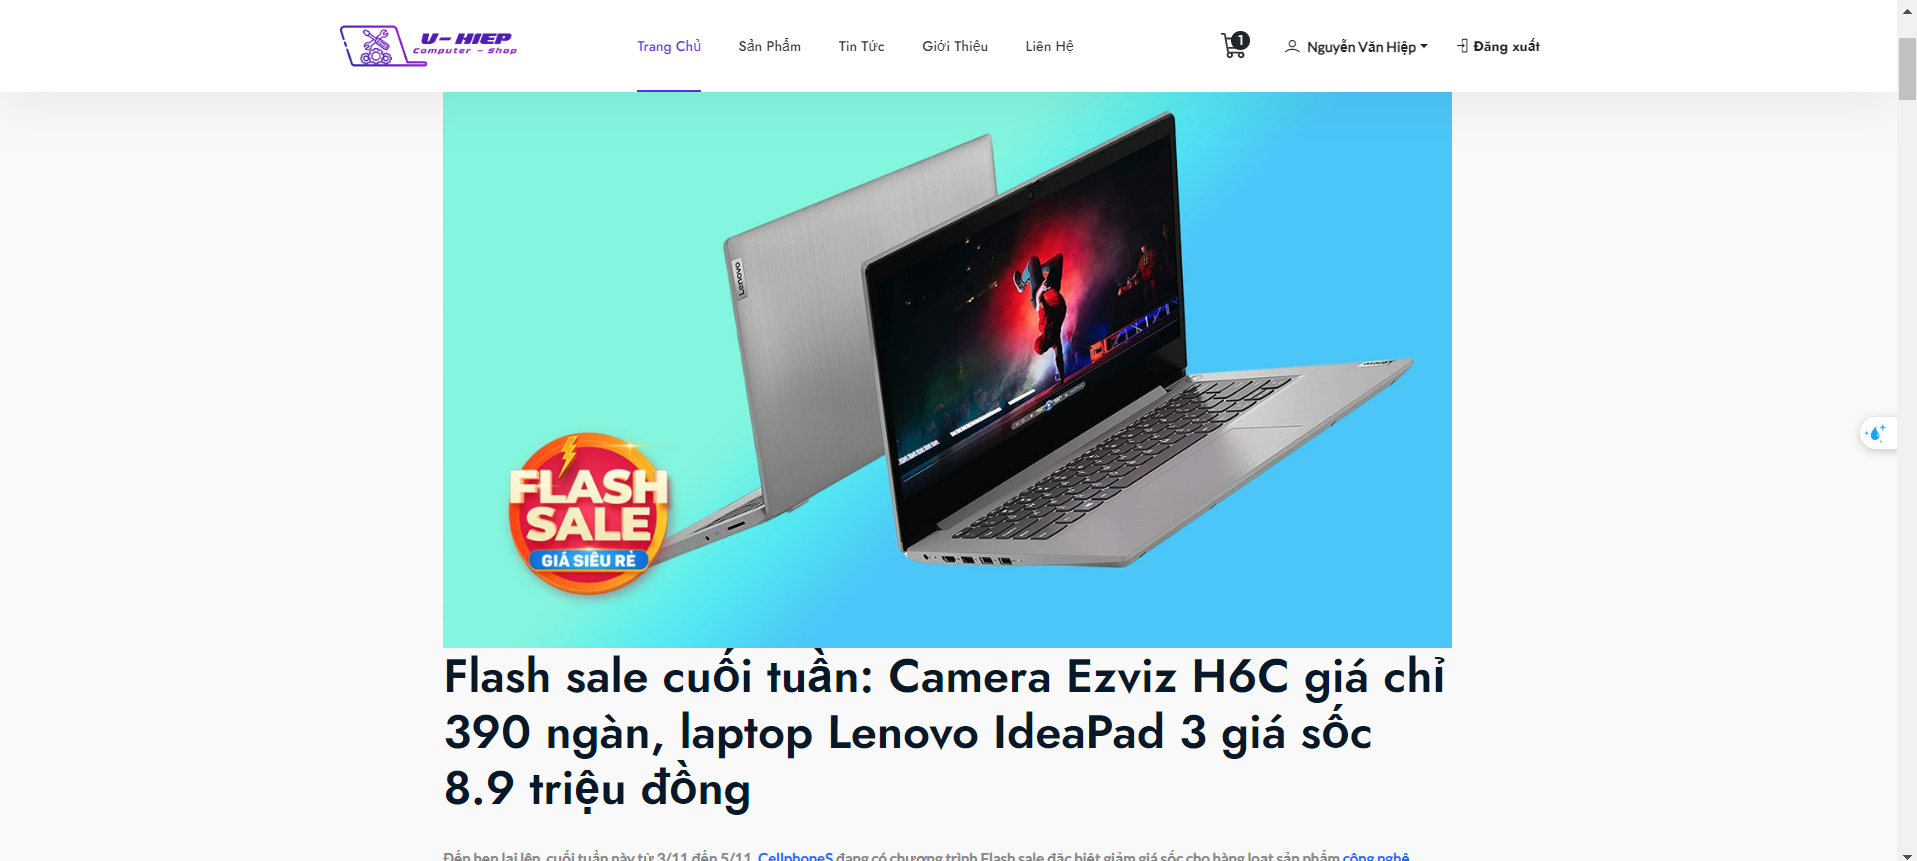 U - HIEP
Computer - Shop
Trang Chủ
Sản Phẩm
Tin Tức
Giới Thiệu
Liên Hệ
1
Nguyễn Văn Hiệp
Đăng xuất
Lenovo
Lenovo
FLASH
SALE
GIÁ SIÊU RẺ
Flash sale cuối tuần: Camera Ezviz H6C giá chỉ
390 ngàn, laptop Lenovo IdeaPad 3 giá sốc
8.9 triệu đồng
Đến hẹn lại lên, cuối tuần này từ 3/11 đến 5/11, CellphoneS đang có chương trình Flash sale đặc biệt giảm giá sốc cho hàng loạt sản phẩm công nghệ